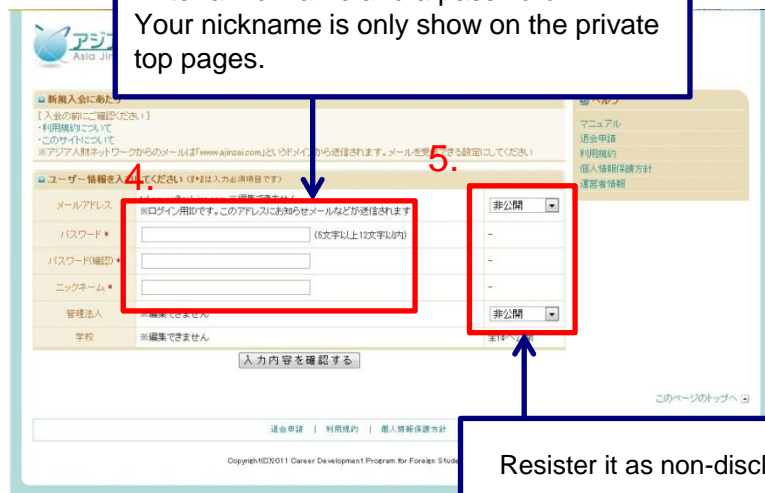 Your nickname is only show on the private
top pages.
アジア
Asia Jin
新規入会にあたり
[入会の前にご確認ください]
・利用規約について
・このサイトについて
※アジア人財ネットワークからのメールは「www.ajinzai.com」というドメインから送信されます。メールを受信できる設定にしてください
ヘルプ
マニュアル
退会申請
利用規約
個人情報保護方針
運営者情報
4.
5.
ユーザー情報を入力してください (『*』は入力必須項目です)
メールアドレス
※ログイン用IDです。このアドレスにお知らせメールなどが送信されます
非公開
パスワード *
(6文字以上12文字以内)
-
パスワード(確認) *
-
ニックネーム *
-
管理法人
※編集できません
非公開
学校
※編集できません
入力内容を確認する
このページのトップへ
退会申請 | 利用規約 | 個人情報保護方針
Copyright(C)2011 Career Development Program for Foreign Stude
Resister it as non-discl